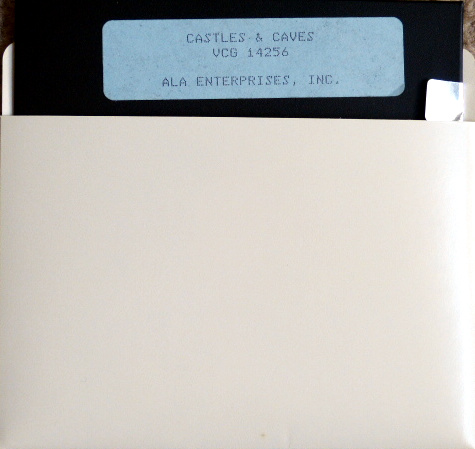 CASTLES & CAVES
VCG 14256
ALA ENTERPRISES, INC.